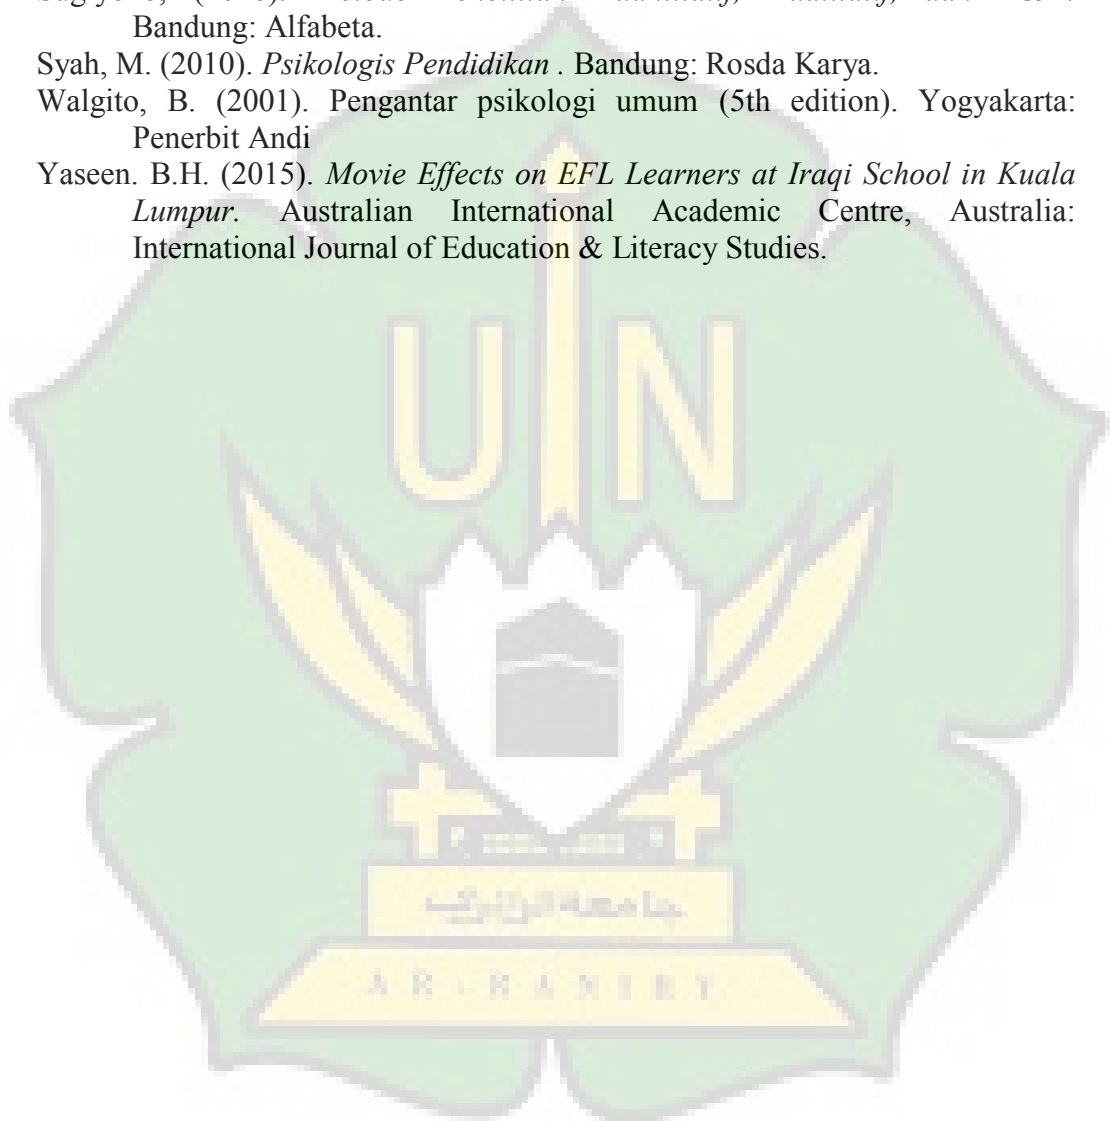 Bandung: Alfabeta.
Syah, M. (2010). Psikologis Pendidikan . Bandung: Rosda Karya.
Walgito, B. (2001). Pengantar psikologi umum (5th edition). Yogyakarta:
Penerbit Andi
Yaseen. B.H. (2015). Movie Effects on EFL Learners at Iraqi School in Kuala
Lumpur. Australian International Academic Centre, Australia:
International Journal of Education & Literacy Studies.
UIN
جامعة الرانري
AR-RANIRY